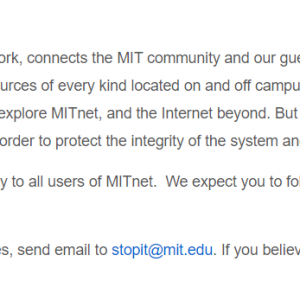 ork, connects the MIT community and our gue
urces of every kind located on and off campu
explore MITnet, and the Internet beyond. But
order to protect the integrity of the system an
y to all users of MITnet. We expect you to fo
es, send email to stopit@mit.edu. If you believ